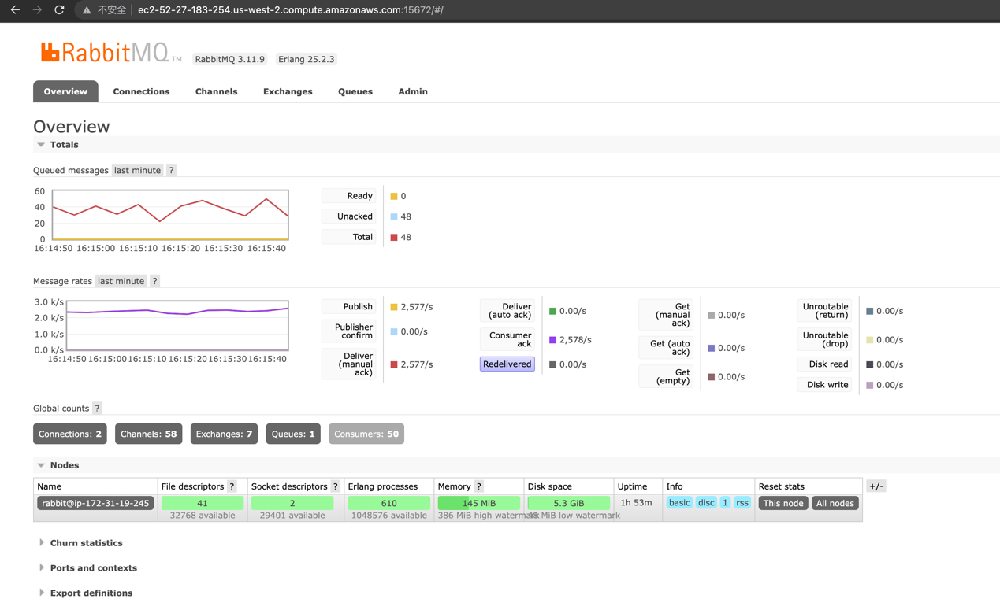 不安全 ec2-52-27-183-254.us-west-2.compute.amazonaws.com:15672/#/
RabbitMQ TM RabbitMQ 3.11.9 Erlang 25.2.3
Overview Connections Channels Exchanges Queues Admin
Overview
Totals
Queued messages last minute ?
60
40
20
0
16:14:50 16:15:00 16:15:10 16:15:20 16:15:30 16:15:40
Ready 0
Unacked 48
Total 48
Message rates last minute ?
3.0 k/s
2.0 k/s
1.0 k/s
0.0 k/s
16:14:50 16:15:00 16:15:10 16:15:20 16:15:30 16:15:40
Publish 2,577/s
Publisher
confirm 0.00/s
Deliver
(manual
ack) 2,577/s
Deliver
(auto ack) 0.00/s
Consumer
ack 2,578/s
Redelivered 0.00/s
Get
(manual
ack) 0.00/s
Get (auto
ack) 0.00/s
Get
(empty) 0.00/s
Unroutable
(return) 0.00/s
Unroutable
(drop) 0.00/s
Disk read 0.00/s
Disk write 0.00/s
Global counts ?
Connections: 2 Channels: 58 Exchanges: 7 Queues: 1 Consumers: 50
Nodes
Name File descriptors ? Socket descriptors ? Erlang processes Memory ? Disk space Uptime Info Reset stats +/-
rabbit@ip-172-31-19-245 41 2 610 145 MiB 5.3 GiB 1h 53m basic disc 1 rss This node All nodes
32768 available 29401 available 1048576 available 386 MiB high watermark 48 MiB low watermark
Churn statistics
Ports and contexts
Export definitions